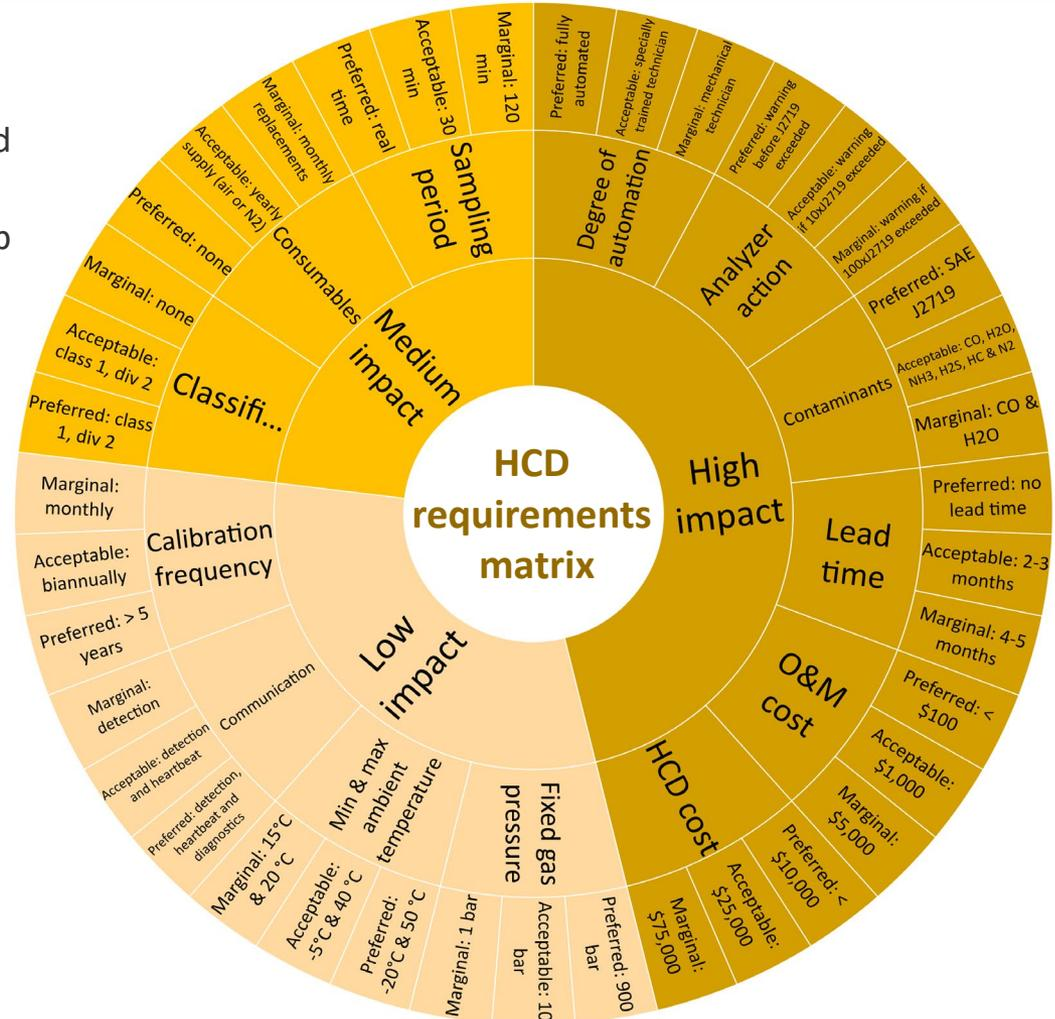 d
HCD
requirements
matrix
High
impact
Degree of
automation
Preferred: fully
automated
Acceptable: specially
trained technician
Marginal: mechanical
technician
Analyzer
action
Preferred: warning
before J2719
exceeded
Acceptable: warning
if 10xJ2719 exceeded
Marginal: warning if
100xJ2719 exceeded
Contaminants
Preferred: SAE
J2719
Acceptable: CO, H2O,
NH3, H2S, HC & N2
Marginal: CO &
H2O
Lead
time
Preferred: no
lead time
Acceptable: 2-3
months
Marginal: 4-5
months
O&M
cost
Preferred: <
$100
Acceptable:
$1,000
Marginal:
$5,000
HCD cost
Preferred: <
$10,000
Acceptable:
$25,000
Marginal:
$75,000
Low
impact
Fixed gas
pressure
Preferred: 900
bar
Acceptable: 10
bar
Marginal: 1 bar
Min & max
ambient
temperature
Preferred:
-20°C & 50 °C
Acceptable:
-5°C & 40 °C
Marginal: 15°C
& 20 °C
Communication
Preferred: detection,
heartbeat and
diagnostics
Acceptable: detection
and heartbeat
Marginal:
detection
Calibration
frequency
Preferred: > 5
years
Acceptable:
biannually
Marginal:
monthly
Medium
impact
Classifi...
Preferred: class
1, div 2
Acceptable:
class 1, div 2
Marginal: none
Consumables
Preferred: none
Acceptable: yearly
supply (air or N2)
Marginal: monthly
replacements
Sampling
period
Preferred: real
time
Acceptable: 30
min
Marginal: 120
min